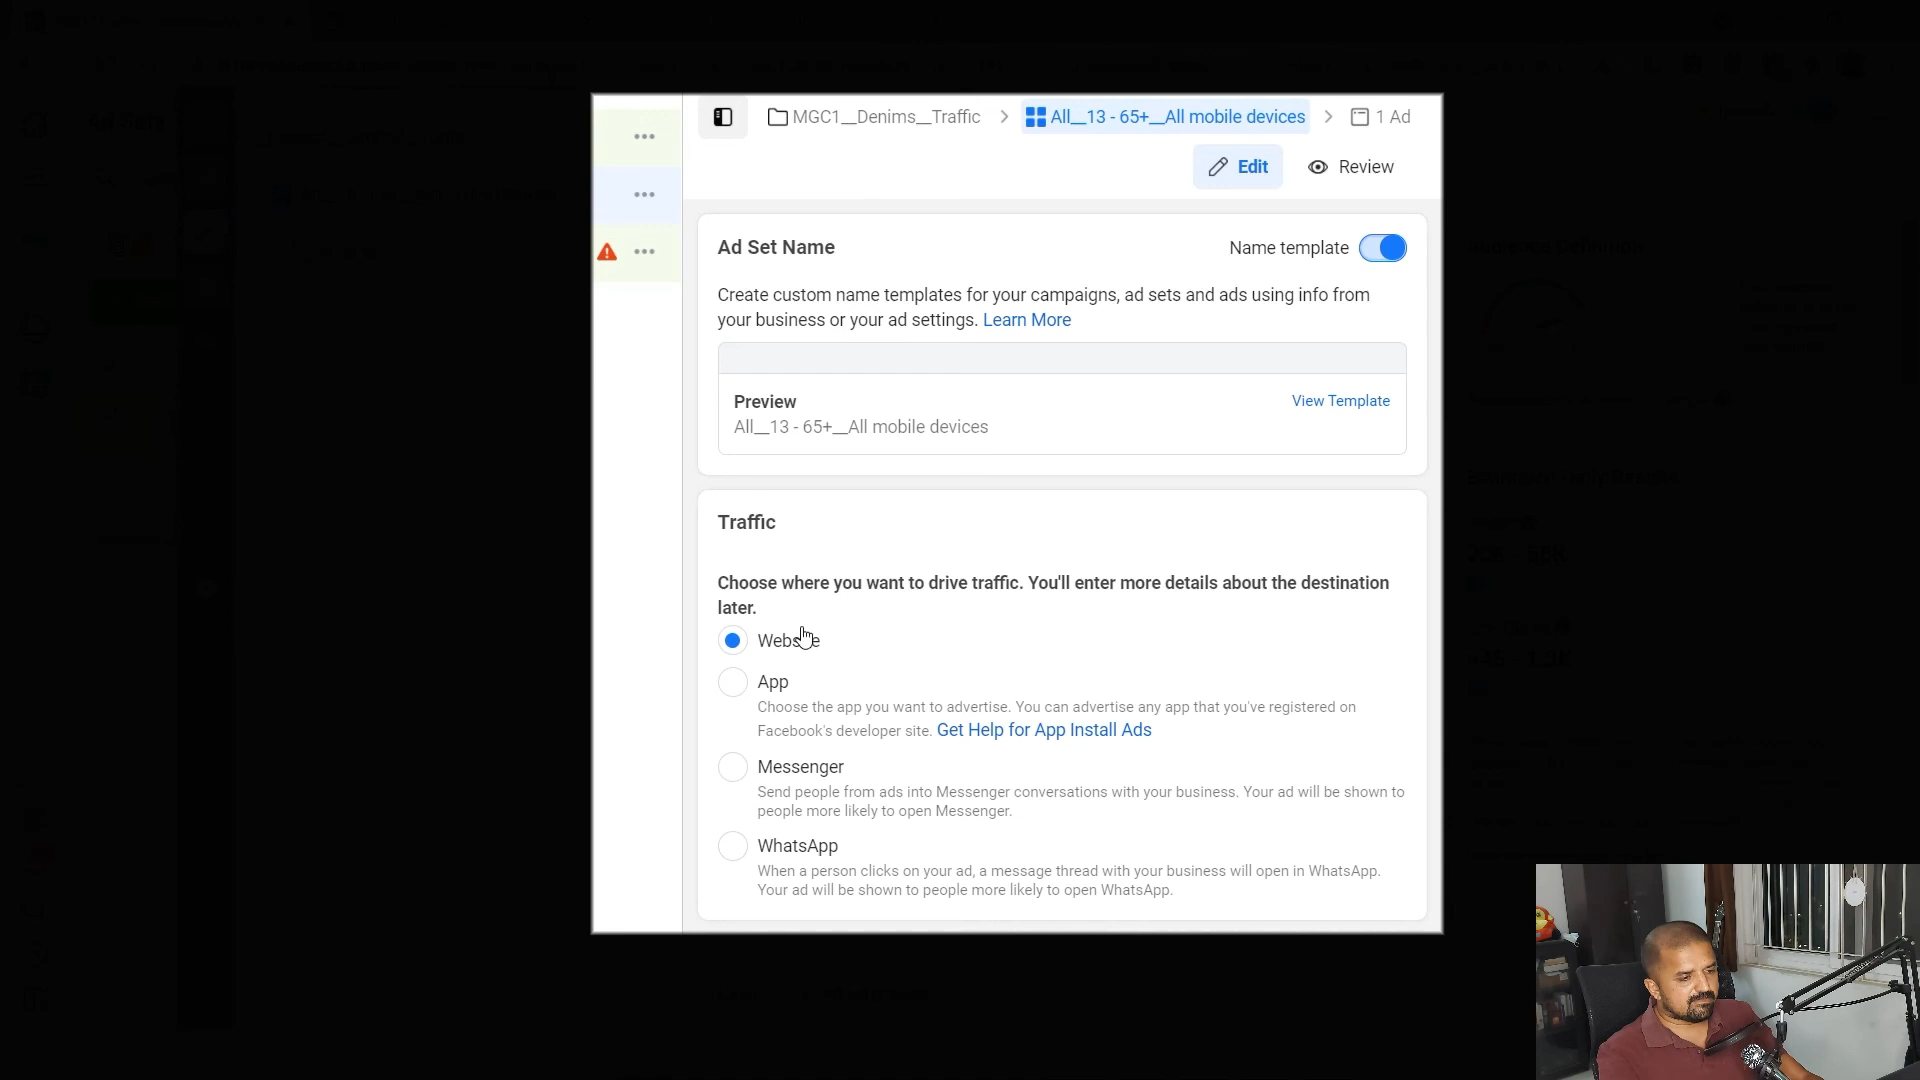 MGC1__Denims__Traffic > All__13 - 65+__All mobile devices > 1 Ad
Edit Review
Ad Set Name Name template
Create custom name templates for your campaigns, ad sets and ads using info from
your business or your ad settings. Learn More
Preview View Template
All__13 - 65+__All mobile devices
Traffic
Choose where you want to drive traffic. You'll enter more details about the destination
later.
Website
App
Choose the app you want to advertise. You can advertise any app that you've registered on
Facebook's developer site. Get Help for App Install Ads
Messenger
Send people from ads into Messenger conversations with your business. Your ad will be shown to
people more likely to open Messenger.
WhatsApp
When a person clicks on your ad, a message thread with your business will open in WhatsApp.
Your ad will be shown to people more likely to open WhatsApp.